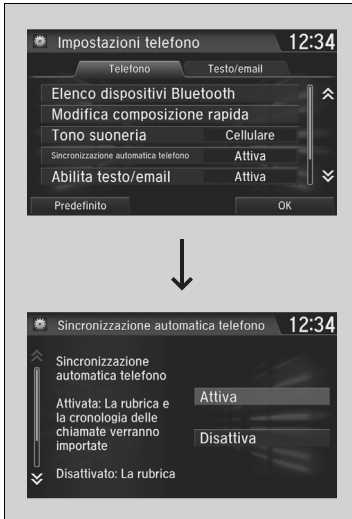 Impostazioni telefono 12:34
Telefono Testo/email
Elenco dispositivi Bluetooth
Modifica composizione rapida
Tono suoneria Cellulare
Sincronizzazione automatica telefono Attiva
Abilita testo/email Attiva
Predefinito OK
Sincronizzazione automatica telefono 12:34
Sincronizzazione
automatica telefono
Attivata: La rubrica e
la cronologia delle
chiamate verranno
importate
Disattivato: La rubrica
Attiva
Disattiva